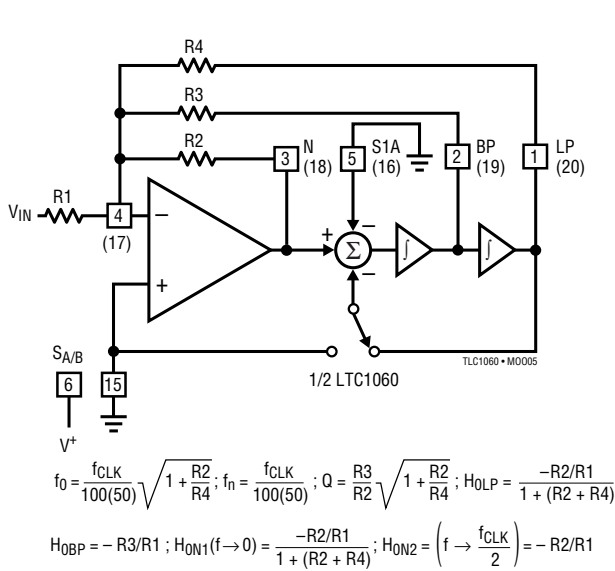 R4
R3
R2
R1
VIN
4
(17)
3
N
(18)
5
S1A
(16)
2
BP
(19)
1
LP
(20)
–
+
+
Σ
–
–
∫
∫
SA/B
6
15
V+
1/2 LTC1060
TLC1060 • MOO05
f0 = fCLK/100(50) √(1 + R2/R4) ; fn = fCLK/100(50) ; Q = R3/R2 √(1 + R2/R4) ; H0LP = –R2/R1 / 1 + (R2 + R4)
H0BP = – R3/R1 ; H0N1(f→0) = –R2/R1 / 1 + (R2 + R4) ; H0N2 = (f → fCLK/2) = – R2/R1